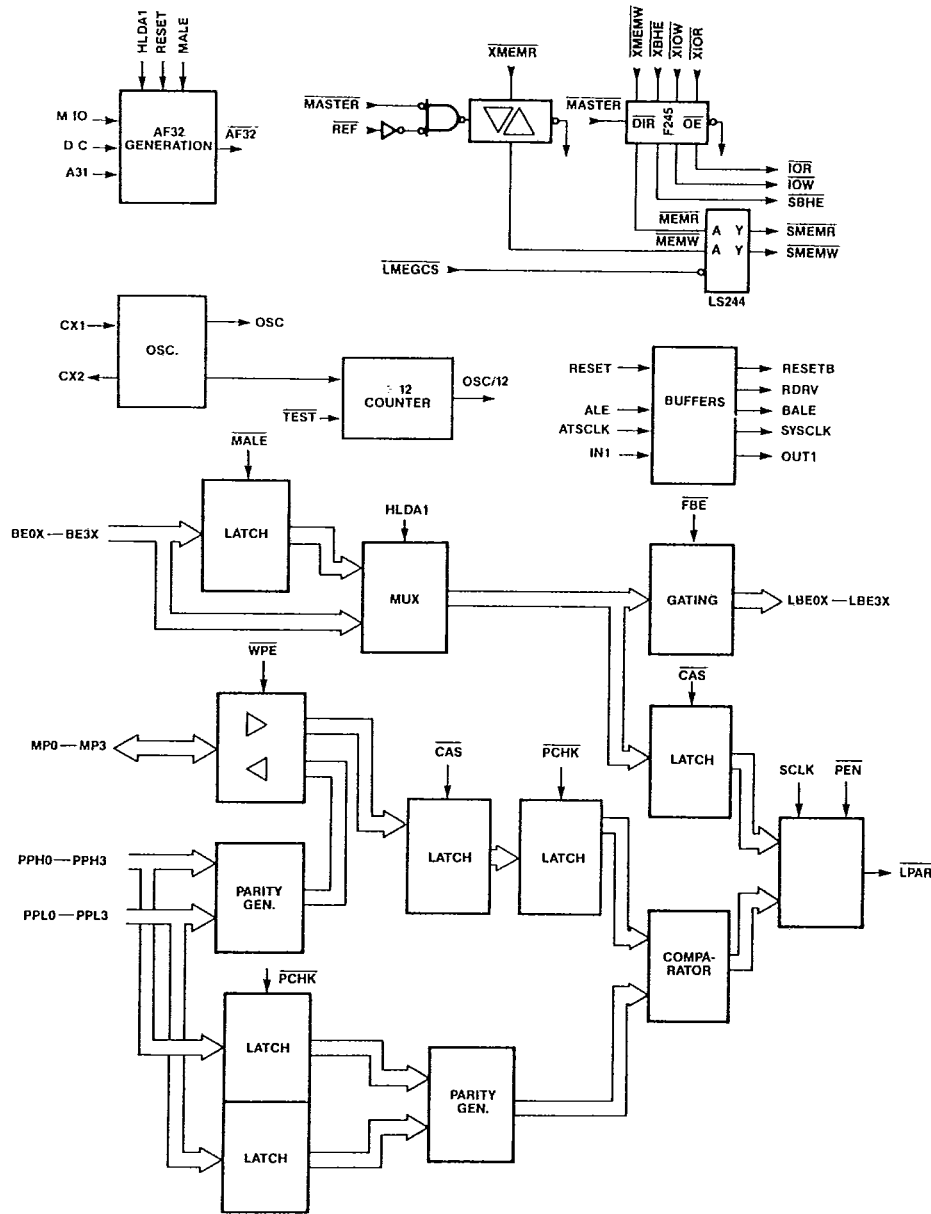 HLDA1
RESET
MALE
M IO
D C
A31
AF32
GENERATION
AF32
XMEMR
MASTER
REF
XMEMW
XBHE
XIOW
XIOR
MASTER
DIR
F245
OE
IOR
IOW
SBHE
MEMR
MEMW
A Y
A Y
SMEMR
SMEMW
LMEGCS
LS244
CX1
CX2
OSC.
OSC
12
COUNTER
OSC/12
TEST
RESET
ALE
ATSCLK
IN1
BUFFERS
RESETB
RDRV
BALE
SYSCLK
OUT1
MALE
BE0X—BE3X
LATCH
HLDA1
MUX
FBE
GATING
LBE0X—LBE3X
WPE
MP0—MP3
CAS
LATCH
PCHK
LATCH
CAS
LATCH
SCLK
PEN
LPAR
PPH0—PPH3
PPL0—PPL3
PARITY
GEN.
COMPA-
RATOR
PCHK
LATCH
LATCH
PARITY
GEN.